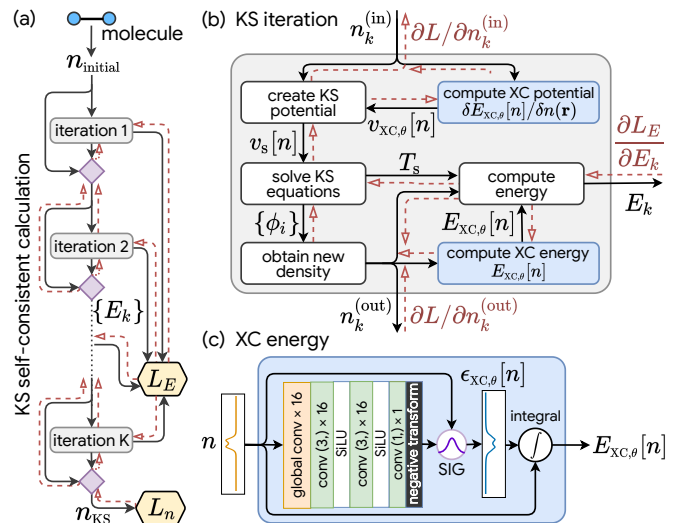 (a)
molecule
n_initial
iteration 1
iteration 2
{E_k}
L_E
iteration K
n_KS
L_n
KS self-consistent calculation
(b) KS iteration
n_k^(in)
∂L/∂n_k^(in)
create KS
potential
compute XC potential
δE_XC,θ[n]/δn(r)
v_XC,θ[n]
v_s[n]
solve KS
equations
T_s
compute
energy
∂L_E
∂E_k
E_k
{ϕ_i}
E_XC,θ[n]
obtain new
density
compute XC energy
E_XC,θ[n]
n_k^(out)
∂L/∂n_k^(out)
(c) XC energy
n
global conv × 16
conv (3,) × 16
SiLU
conv (3,) × 16
SiLU
conv (1,) × 1
negative transform
SIG
ϵ_XC,θ[n]
integral
∫
E_XC,θ[n]